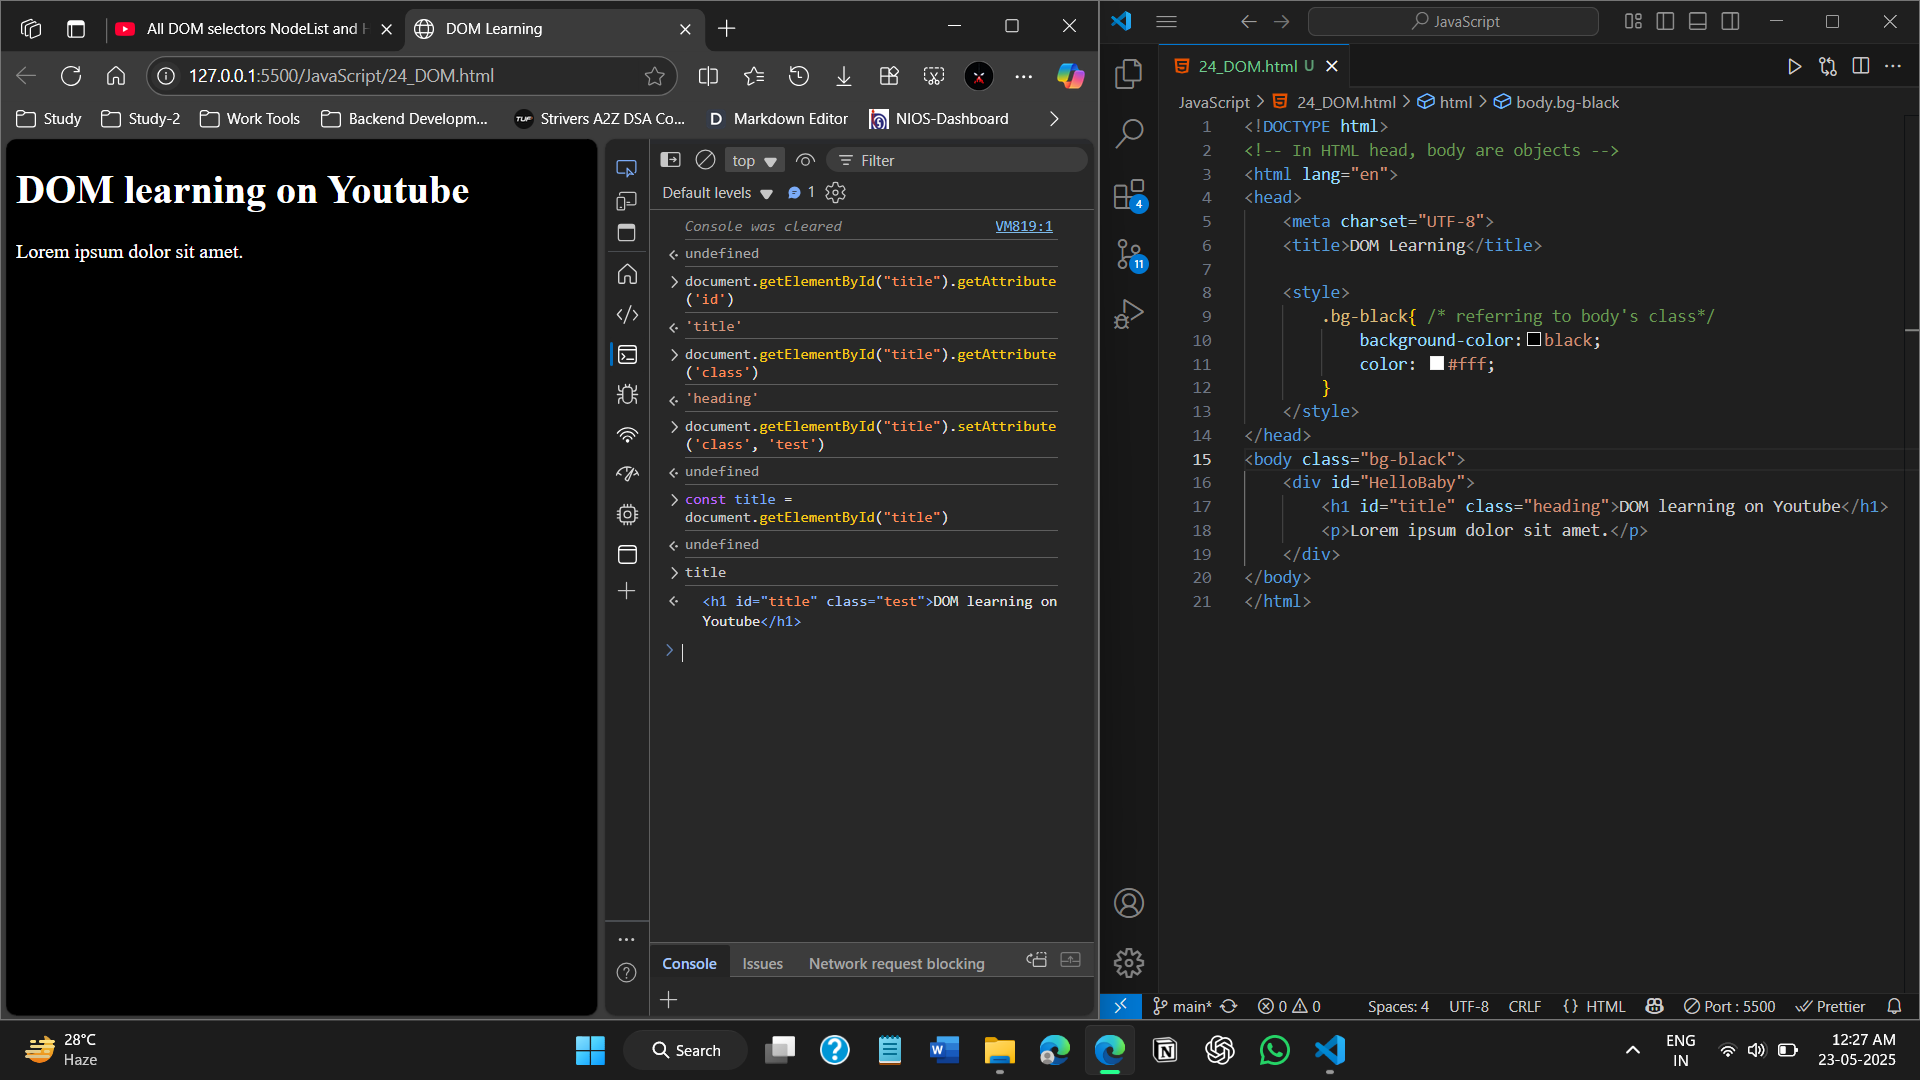 All DOM selectors NodeList and H
DOM Learning
127.0.0.1:5500/JavaScript/24_DOM.html
Study
Study-2
Work Tools
Backend Developm...
TUF
Strivers A2Z DSA Co...
D
Markdown Editor
NIOS-Dashboard
DOM learning on Youtube
Lorem ipsum dolor sit amet.
top
Filter
Default levels
1
Console was cleared
VM819:1
undefined
document.getElementById("title").getAttribute
('id')
'title'
document.getElementById("title").getAttribute
('class')
'heading'
document.getElementById("title").setAttribute
('class', 'test')
undefined
const title =
document.getElementById("title")
undefined
title
<h1 id="title" class="test">DOM learning on
Youtube</h1>
Console
Issues
Network request blocking
JavaScript
24_DOM.html U
JavaScript > 24_DOM.html > html > body.bg-black
4
11
1 <!DOCTYPE html>
2 <!-- In HTML head, body are objects -->
3 <html lang="en">
4 <head>
5 <meta charset="UTF-8">
6 <title>DOM Learning</title>
7
8 <style>
9 .bg-black{ /* referring to body's class*/
10 background-color: black;
11 color: #fff;
12 }
13 </style>
14 </head>
15 <body class="bg-black">
16 <div id="HelloBaby">
17 <h1 id="title" class="heading">DOM learning on Youtube</h1>
18 <p>Lorem ipsum dolor sit amet.</p>
19 </div>
20 </body>
21 </html>
main*
0
0
Spaces: 4
UTF-8
CRLF
{} HTML
Port : 5500
Prettier
28°C
Haze
Search
ENG
IN
12:27 AM
23-05-2025